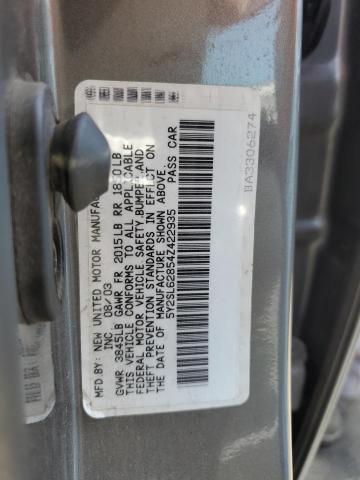 MFD BY: NEW UNITED MOTOR MANUFAC
INC 08/03
GVWR 3845LB GAWR FR 2015LB RR 1830LB
THIS VEHICLE CONFORMS TO ALL APPLICABLE
FEDERAL MOTOR VEHICLE SAFETY, BUMPER, AND
THEFT PREVENTION STANDARDS IN EFFECT ON
THE DATE OF MANUFACTURE SHOWN ABOVE.
5Y2SL62854Z422935 PASS CAR
BA3306274